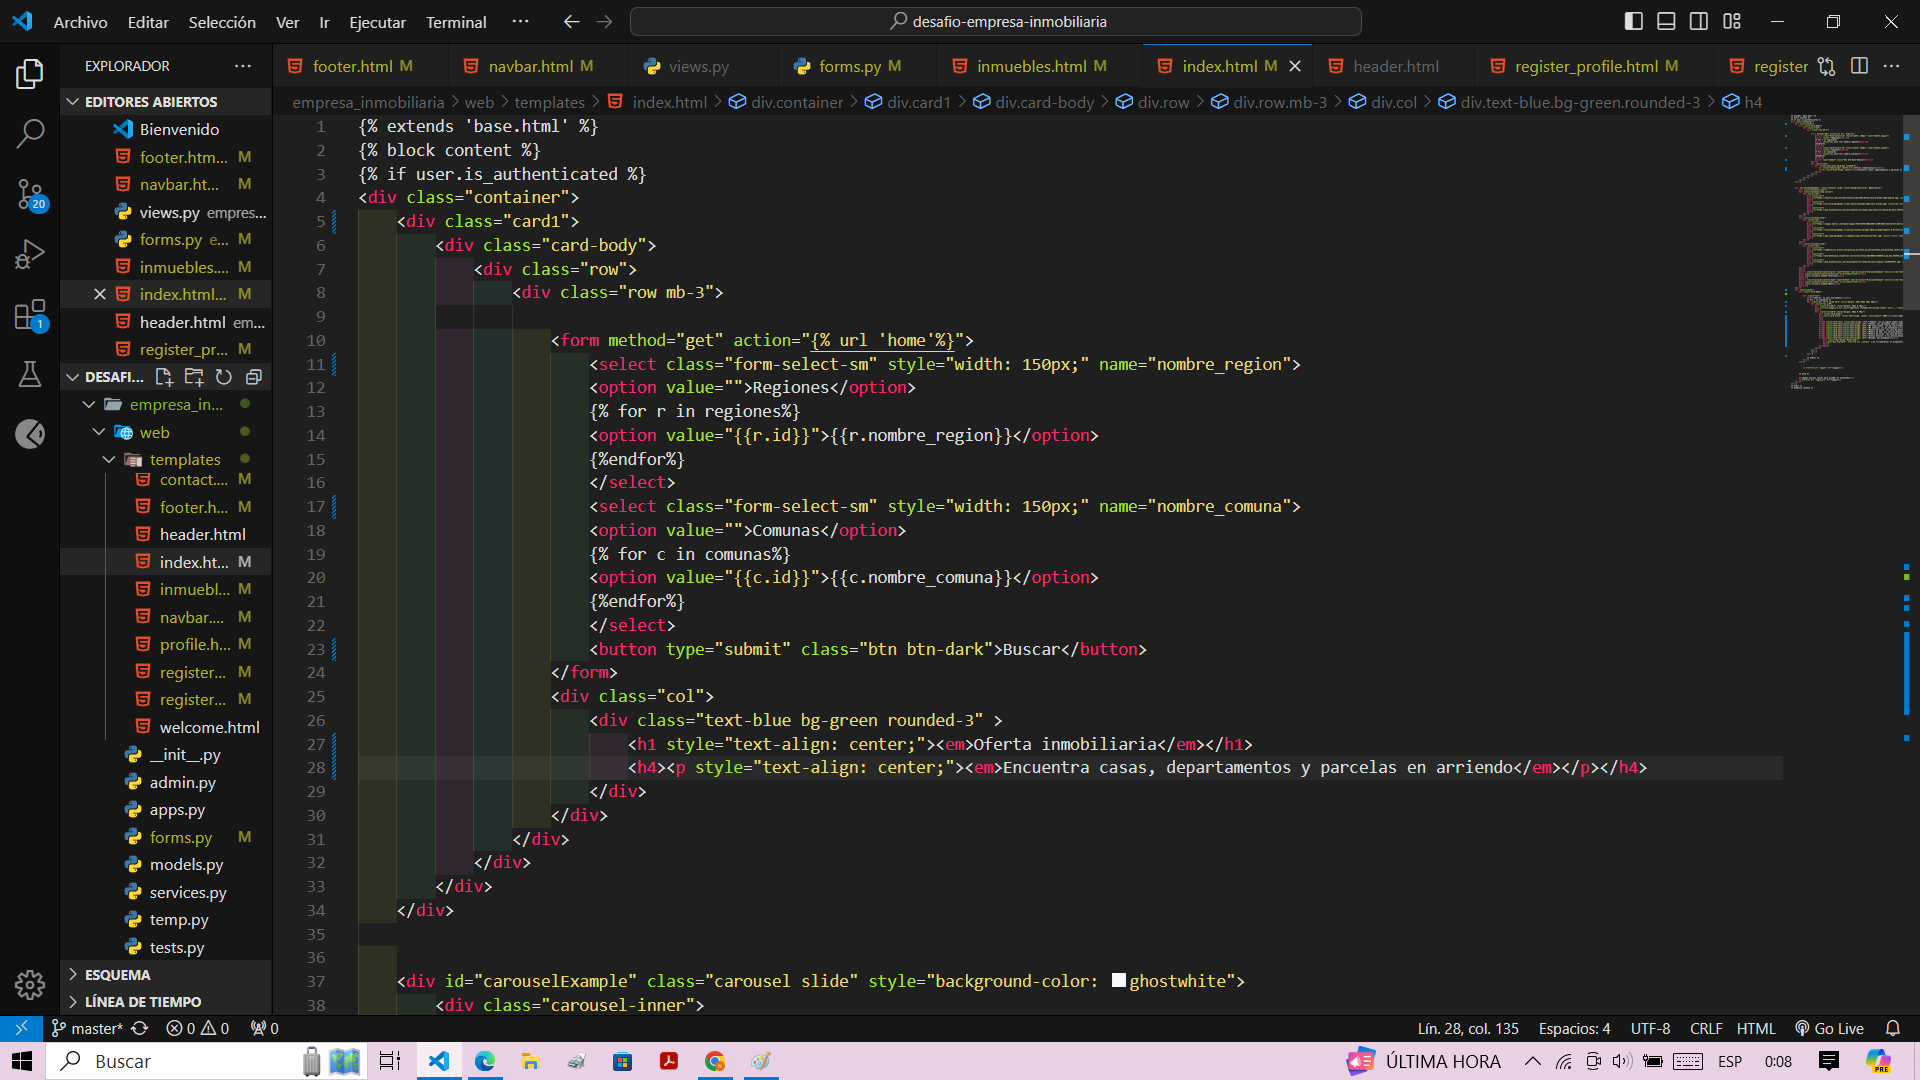 Archivo Editar Selección Ver Ir Ejecutar Terminal ··· desafio-empresa-inmobiliaria
EXPLORADOR ···
footer.html M navbar.html M views.py forms.py M inmuebles.html M index.html M header.html register_profile.html M register
EDITORES ABIERTOS
empresa_inmobiliaria > web > templates > index.html > div.container > div.card1 > div.card-body > div.row > div.row.mb-3 > div.col > div.text-blue.bg-green.rounded-3 > h4
Bienvenido
footer.htm... M
navbar.ht... M
views.py empres...
forms.py e... M
inmuebles.... M
index.html... M
header.html em...
register_pr... M
DESAFI...
empresa_in...
web
templates
contact.... M
footer.h... M
header.html
index.ht... M
inmuebl... M
navbar.... M
profile.h... M
register... M
register... M
welcome.html
__init__.py
admin.py
apps.py
forms.py M
models.py
services.py
temp.py
tests.py
ESQUEMA
LÍNEA DE TIEMPO
20
1
1 {% extends 'base.html' %}
2 {% block content %}
3 {% if user.is_authenticated %}
4 <div class="container">
5 <div class="card1">
6 <div class="card-body">
7 <div class="row">
8 <div class="row mb-3">
9
10 <form method="get" action="{% url 'home'%}">
11 <select class="form-select-sm" style="width: 150px;" name="nombre_region">
12 <option value="">Regiones</option>
13 {% for r in regiones%}
14 <option value="{{r.id}}">{{r.nombre_region}}</option>
15 {%endfor%}
16 </select>
17 <select class="form-select-sm" style="width: 150px;" name="nombre_comuna">
18 <option value="">Comunas</option>
19 {% for c in comunas%}
20 <option value="{{c.id}}">{{c.nombre_comuna}}</option>
21 {%endfor%}
22 </select>
23 <button type="submit" class="btn btn-dark">Buscar</button>
24 </form>
25 <div class="col">
26 <div class="text-blue bg-green rounded-3" >
27 <h1 style="text-align: center;"><em>Oferta inmobiliaria</em></h1>
28 <h4><p style="text-align: center;"><em>Encuentra casas, departamentos y parcelas en arriendo</em></p></h4>
29 </div>
30 </div>
31 </div>
32 </div>
33 </div>
34 </div>
35
36
37 <div id="carouselExample" class="carousel slide" style="background-color: ghostwhite">
38 <div class="carousel-inner">
master* 0 0 0 Lín. 28, col. 135 Espacios: 4 UTF-8 CRLF HTML Go Live
Buscar ÚLTIMA HORA ESP 0:08 PRE